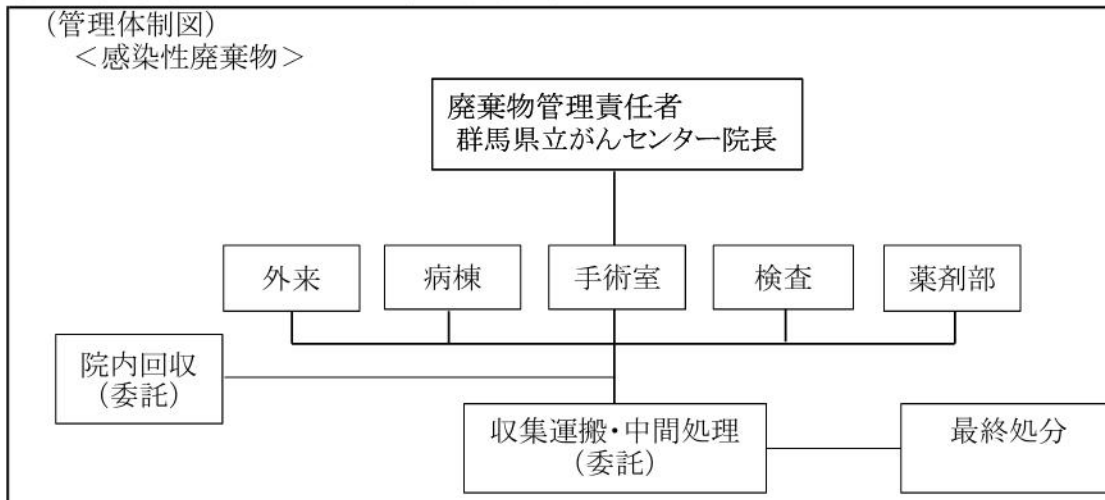 (管理体制図)
＜感染性廃棄物＞
廃棄物管理責任者
群馬県立がんセンター院長
外来
病棟
手術室
検査
薬剤部
院内回収
(委託)
収集運搬・中間処理
(委託)
最終処分